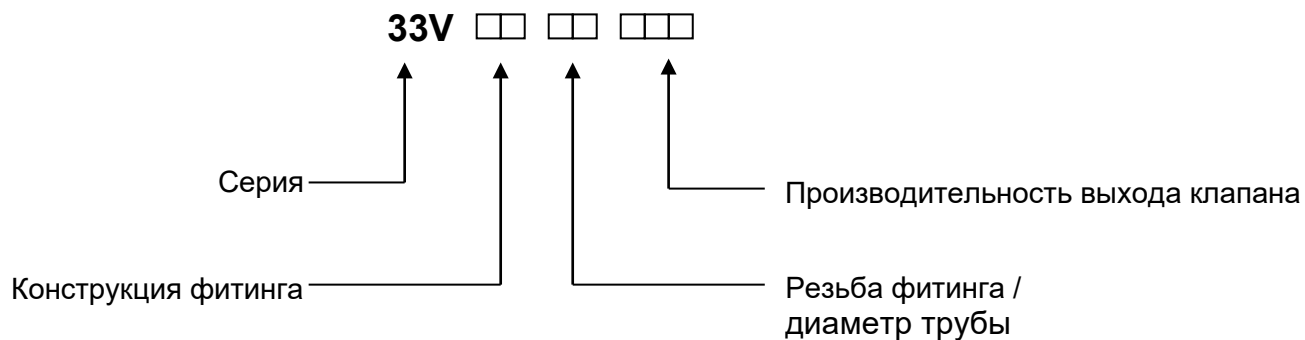 33V □□ □□ □□□
Серия
Производительность выхода клапана
Конструкция фитинга
Резьба фитинга /
диаметр трубы